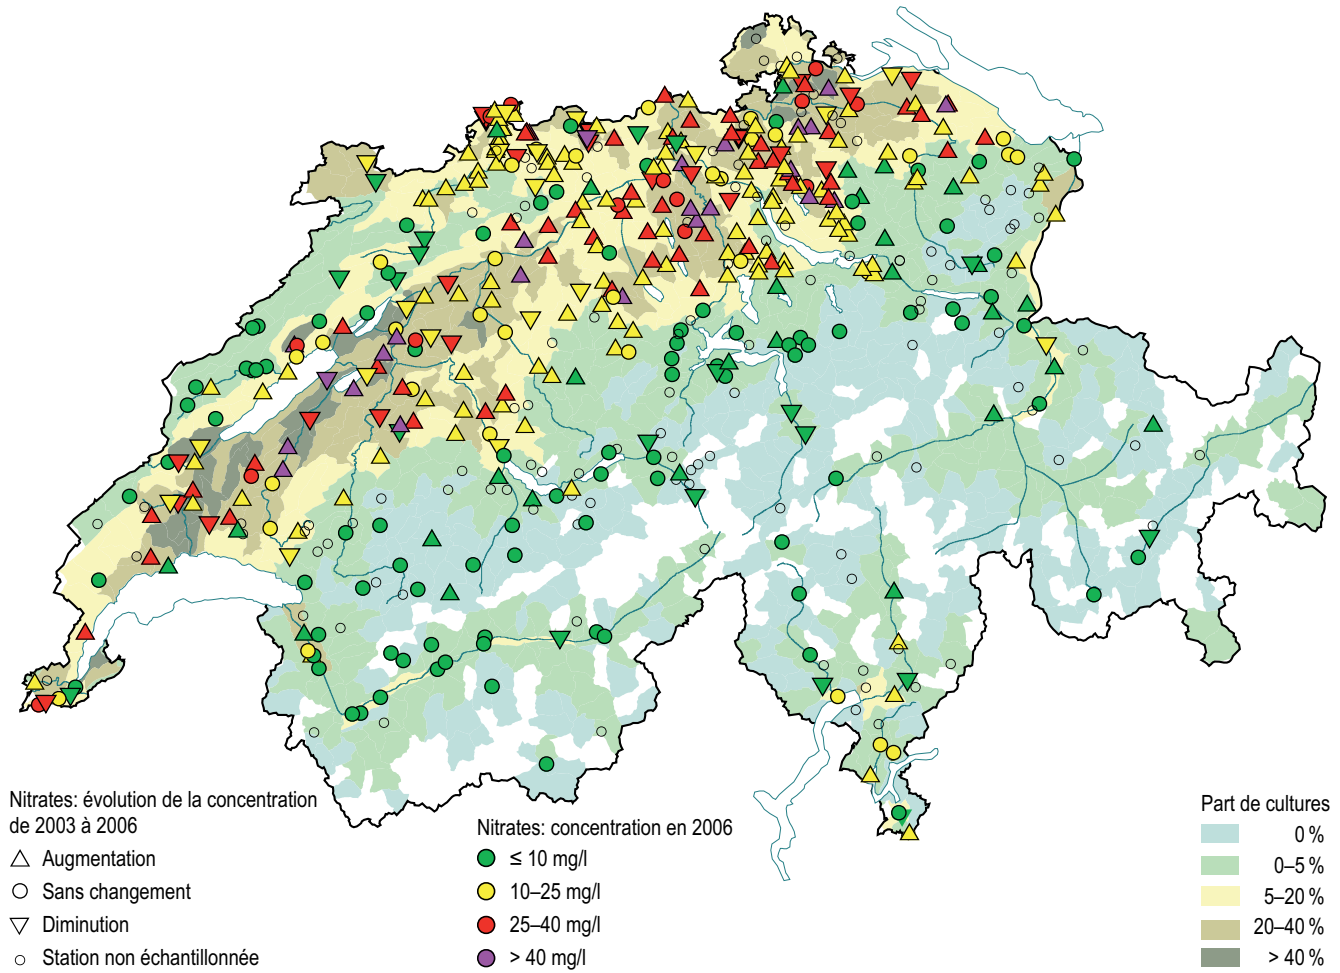 Nitrates: évolution de la concentration
de 2003 à 2006
Augmentation
Sans changement
Diminution
Station non échantillonnée
Nitrates: concentration en 2006
≤ 10 mg/l
10–25 mg/l
25–40 mg/l
> 40 mg/l
Part de cultures
0 %
0–5 %
5–20 %
20–40 %
> 40 %